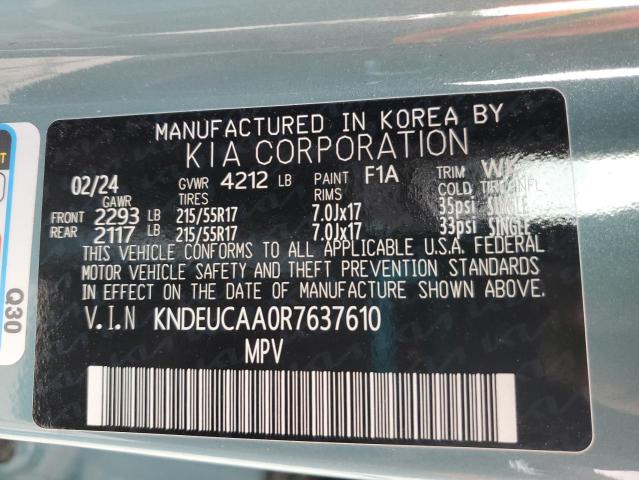 MANUFACTURED IN KOREA BY
KIA CORPORATION
02/24 GVWR 4212 LB PAINT F1A TRIM
GAWR TIRES RIMS COLD TIRE INFL
FRONT 2293 LB 215/55R17 7.0Jx17 35psi SINGLE
REAR 2117 LB 215/55R17 7.0Jx17 33psi SINGLE
THIS VEHICLE CONFORMS TO ALL APPLICABLE U.S.A. FEDERAL
MOTOR VEHICLE SAFETY AND THEFT PREVENTION STANDARDS
IN EFFECT ON THE DATE OF MANUFACTURE SHOWN ABOVE.
V.I.N KNDEUCAA0R7637610
MPV
Q30